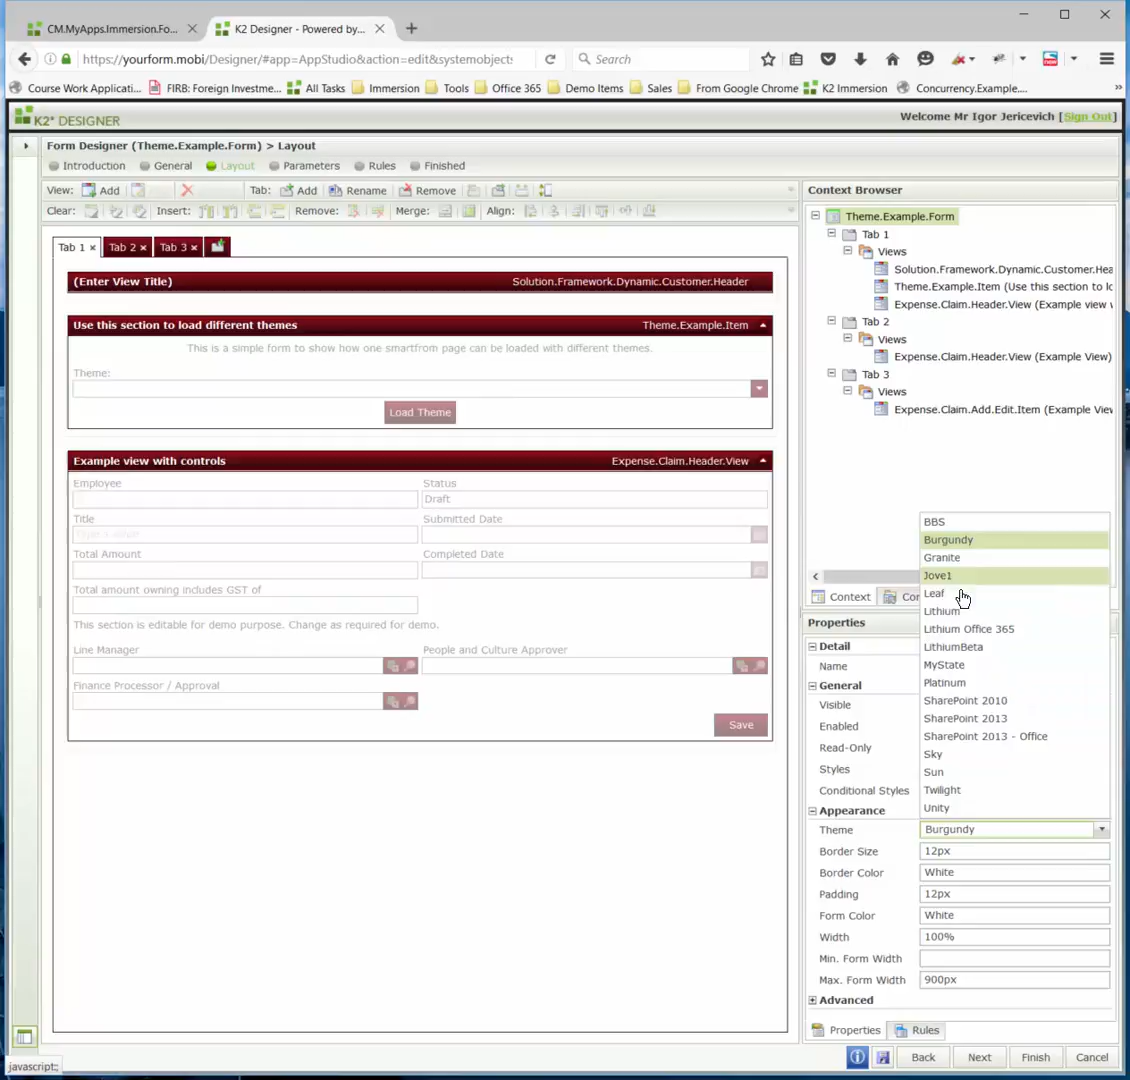 CM.MyApps.Immersion.Fo...
K2 Designer - Powered by...
https://yourform.mobi/Designer/#app=AppStudio&action=edit&systemobject:
Search
Course Work Applicati...
FIRB: Foreign Investme...
All Tasks
Immersion
Tools
Office 365
Demo Items
Sales
From Google Chrome
K2 Immersion
Concurrency.Example....
K2* DESIGNER
Welcome Mr Igor Jericevich [Sign Out]
Form Designer (Theme.Example.Form) > Layout
Introduction
General
Layout
Parameters
Rules
Finished
View:
Add
Tab:
Add
Rename
Remove
Clear:
Insert:
Remove:
Merge:
Align:
Tab 1
Tab 2
Tab 3
(Enter View Title)
Solution.Framework.Dynamic.Customer.Header
Use this section to load different themes
Theme.Example.Item
This is a simple form to show how one smartfrom page can be loaded with different themes.
Theme:
Load Theme
Example view with controls
Expense.Claim.Header.View
Employee
Status
Draft
Title
Submitted Date
Type a value
Total Amount
Completed Date
Total amount owning includes GST of
This section is editable for demo purpose. Change as required for demo.
Line Manager
People and Culture Approver
Finance Processor / Approval
Save
Context Browser
Theme.Example.Form
Tab 1
Views
Solution.Framework.Dynamic.Customer.Hea
Theme.Example.Item (Use this section to lo
Expense.Claim.Header.View (Example view v
Tab 2
Views
Expense.Claim.Header.View (Example View)
Tab 3
Views
Expense.Claim.Add.Edit.Item (Example View
BBS
Burgundy
Granite
Jove1
Leaf
Lithium
Lithium Office 365
LithiumBeta
MyState
Platinum
SharePoint 2010
SharePoint 2013
SharePoint 2013 - Office
Sky
Sun
Twilight
Unity
Context
Con
Properties
Detail
Name
General
Visible
Enabled
Read-Only
Styles
Conditional Styles
Appearance
Theme
Burgundy
Border Size
12px
Border Color
White
Padding
12px
Form Color
White
Width
100%
Min. Form Width
Max. Form Width
900px
Advanced
Properties
Rules
Back
Next
Finish
Cancel
javascript:;